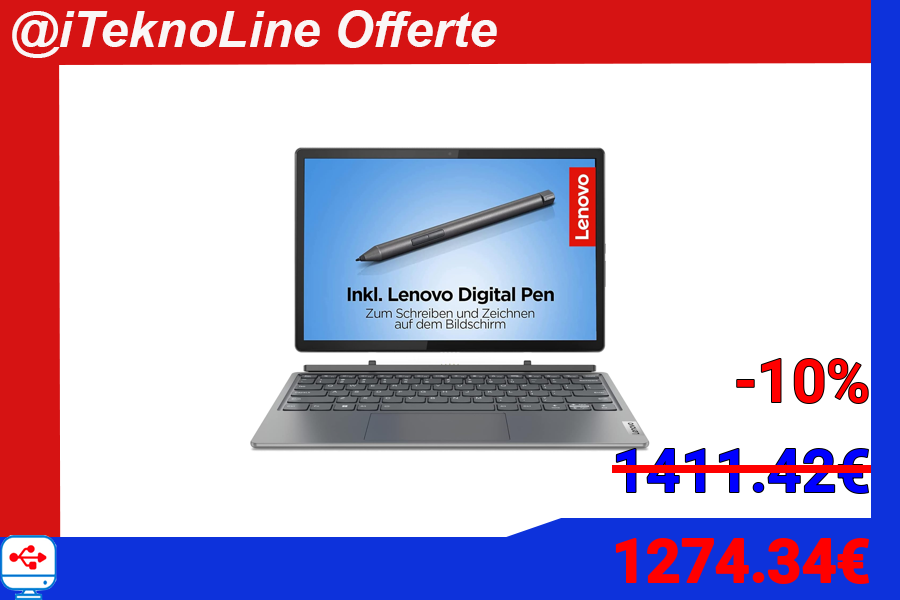 @iTeknoLine Offerte
Lenovo
Inkl. Lenovo Digital Pen
Zum Schreiben und Zeichnen
auf dem Bildschirm
Lenovo
-10%
1411.42€
1274.34€